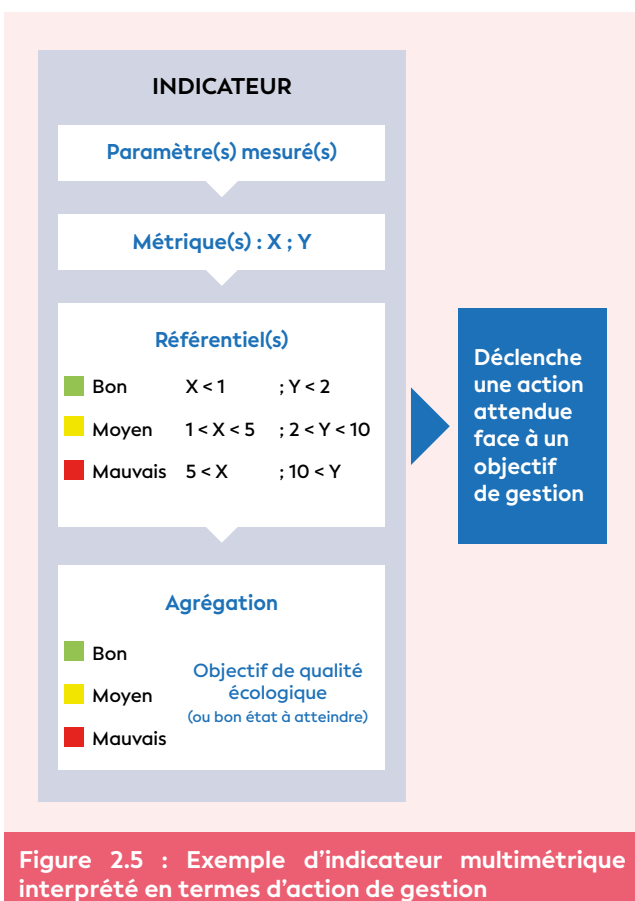 INDICATEUR
Paramètre(s) mesuré(s)
Métrique(s) : X ; Y
Référentiel(s)
Bon X < 1 ; Y < 2
Moyen 1 < X < 5 ; 2 < Y < 10
Mauvais 5 < X ; 10 < Y
Agrégation
Bon
Moyen
Mauvais
Objectif de qualité
écologique
(ou bon état à atteindre)
Déclenche
une action
attendue
face à un
objectif
de gestion
Figure 2.5 : Exemple d'indicateur multimétrique
interprété en termes d'action de gestion